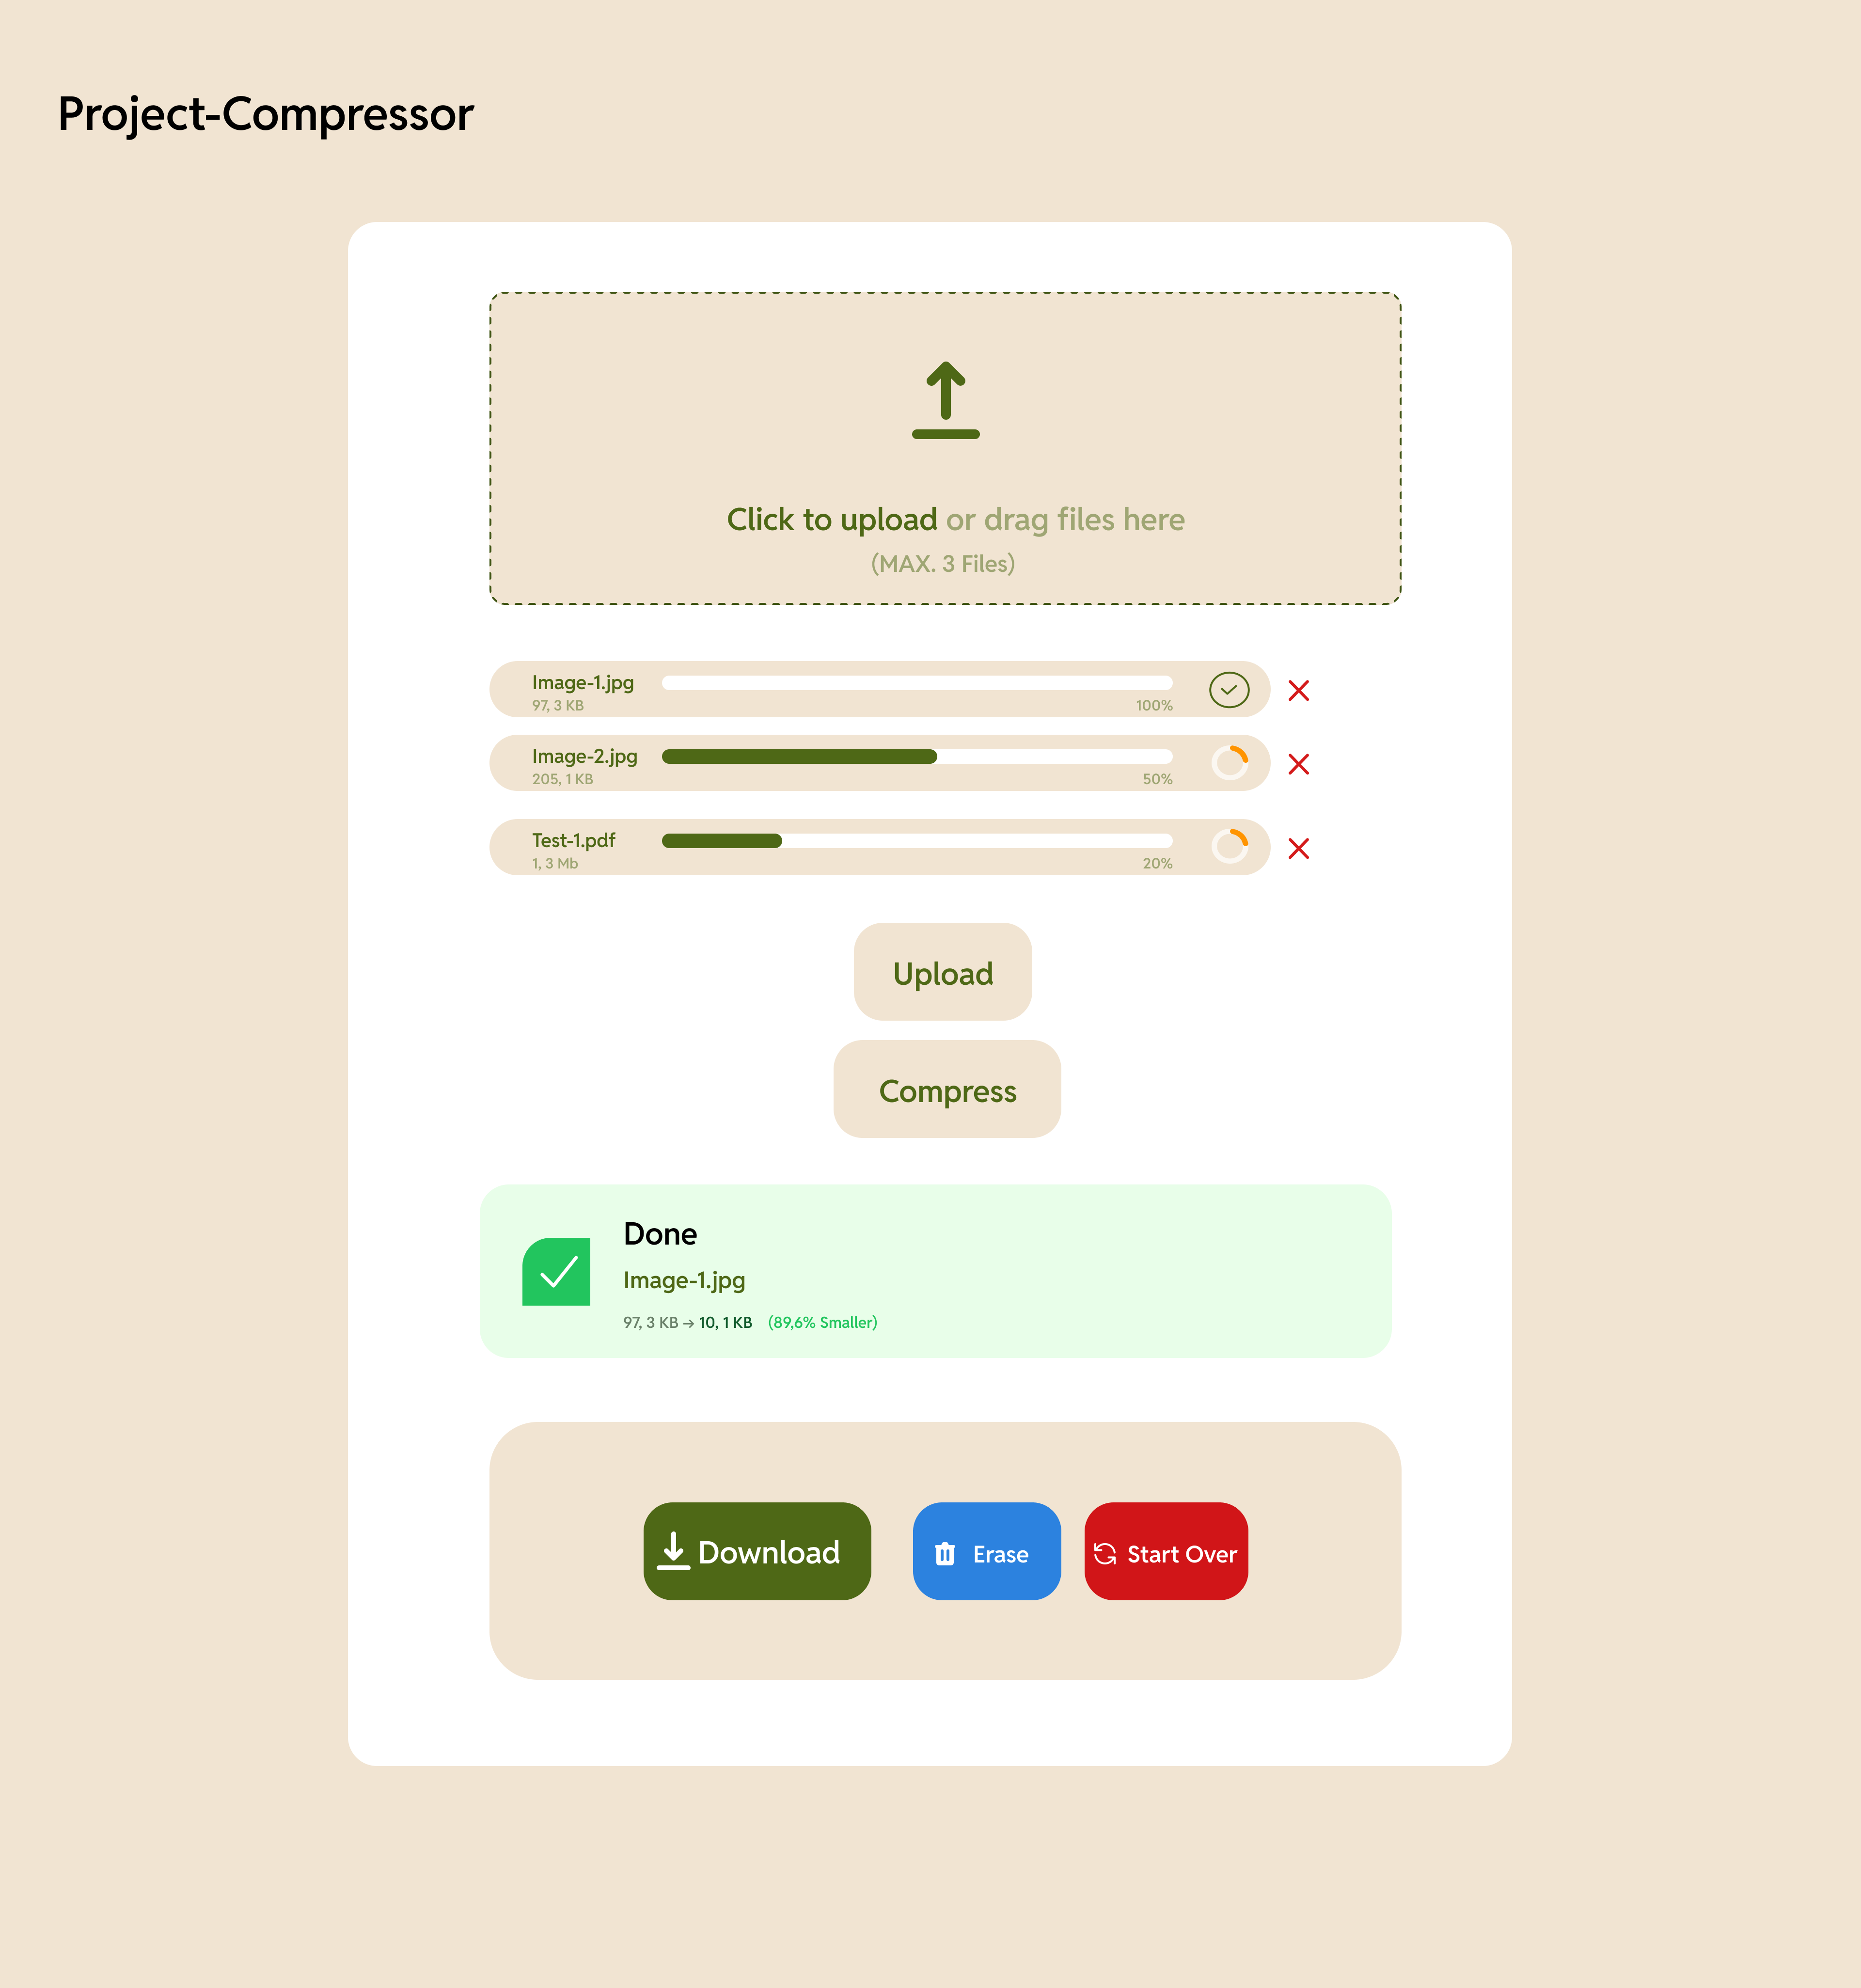 Project-Compressor
Click to upload or drag files here
(MAX. 3 Files)
Image-1.jpg
97, 3 KB
100%
Image-2.jpg
205, 1 KB
50%
Test-1.pdf
1, 3 Mb
20%
Upload
Compress
Done
Image-1.jpg
97, 3 KB → 10, 1 KB (89,6% Smaller)
Download
Erase
Start Over